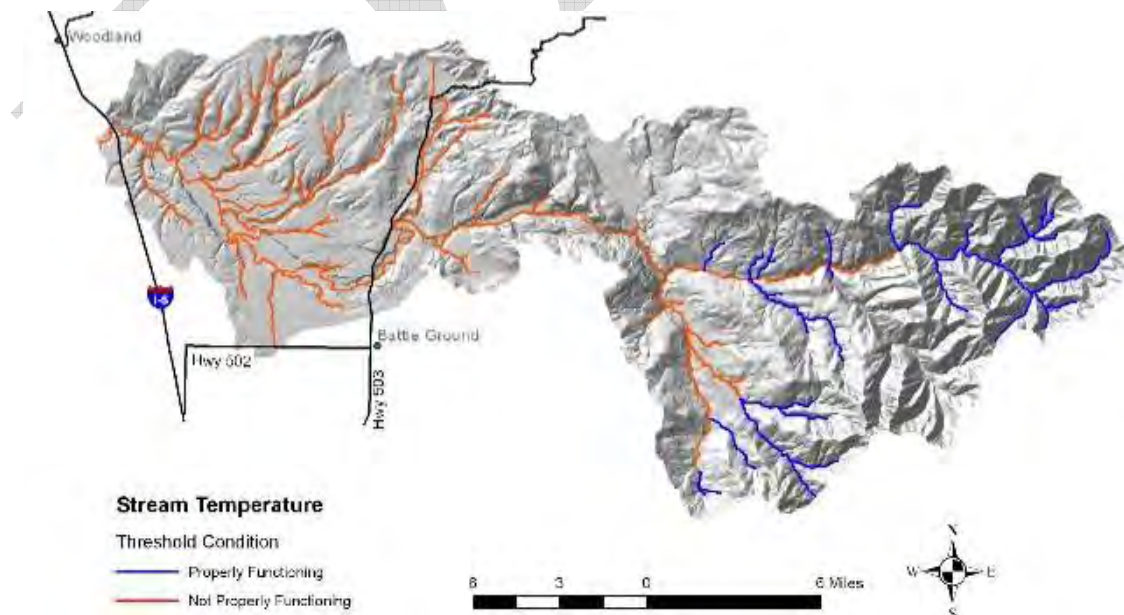 Woodland
I-5
Battle Ground
Hwy 502
Hwy 503
Stream Temperature
Threshold Condition
Properly Functioning
Not Properly Functioning
6 3 0 6 Miles
N
W E
S